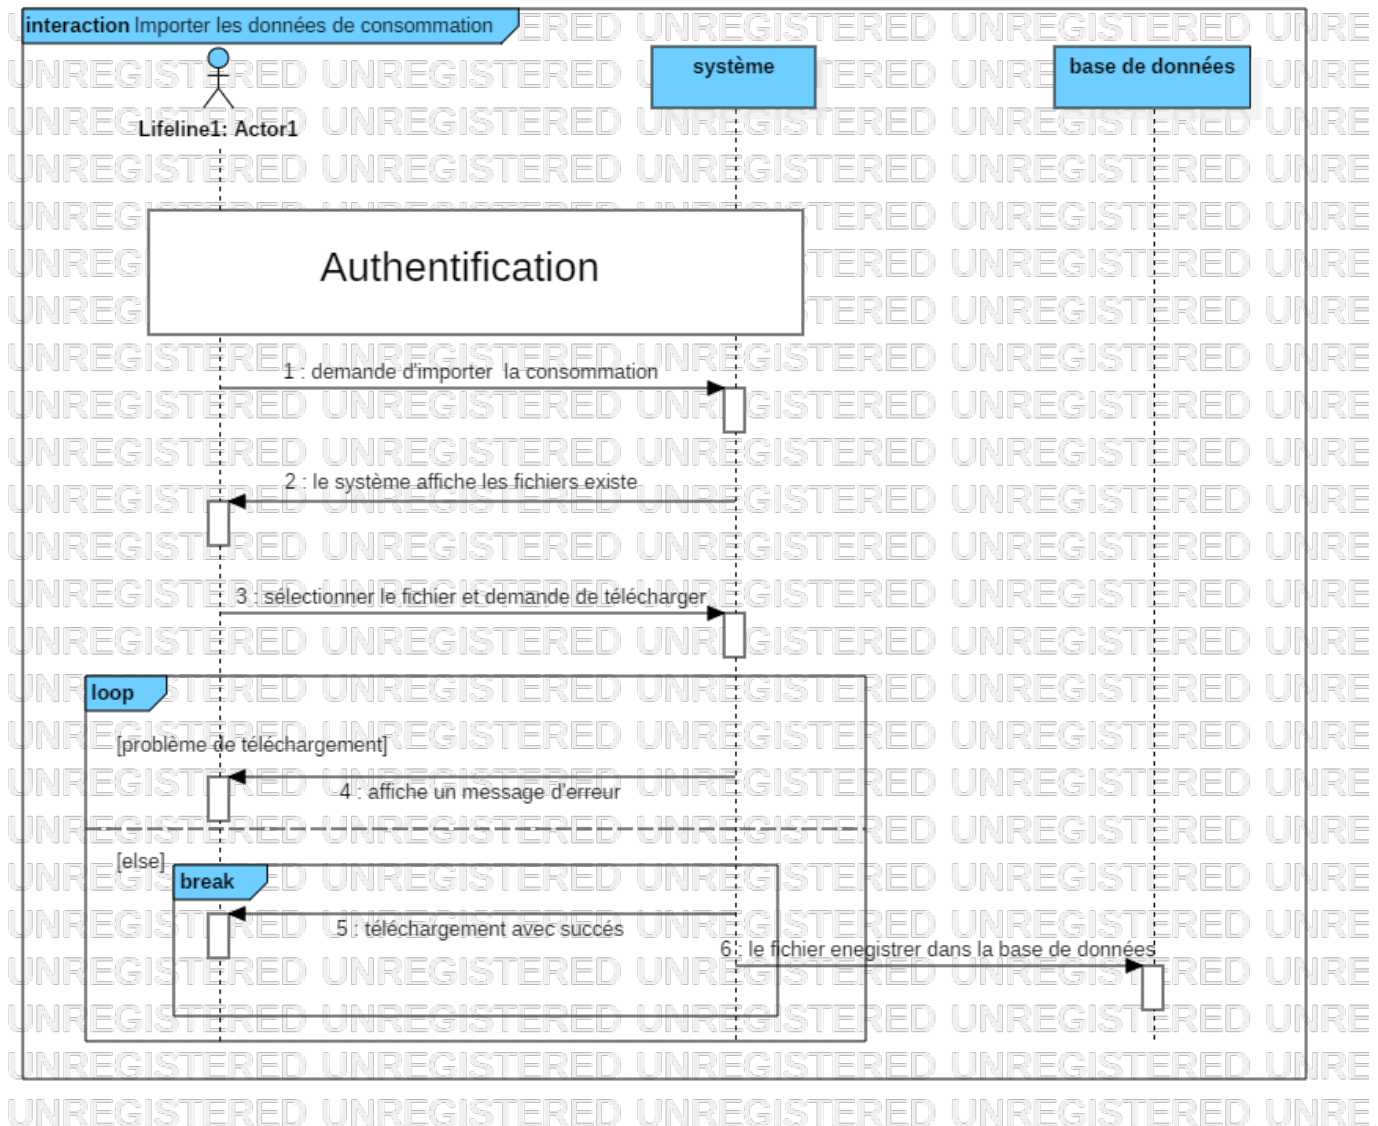 interaction Importer les données de consommation
système
base de données
Lifeline1: Actor1
Authentification
1 : demande d'importer  la consommation
2 : le système affiche les fichiers existe
3 : sélectionner le fichier et demande de télécharger
loop
[problème de téléchargement]
4 : affiche un message d'erreur
[else]
break
5 : téléchargement avec succés
6 : le fichier enegistrer dans la base de données
UNREGISTERED